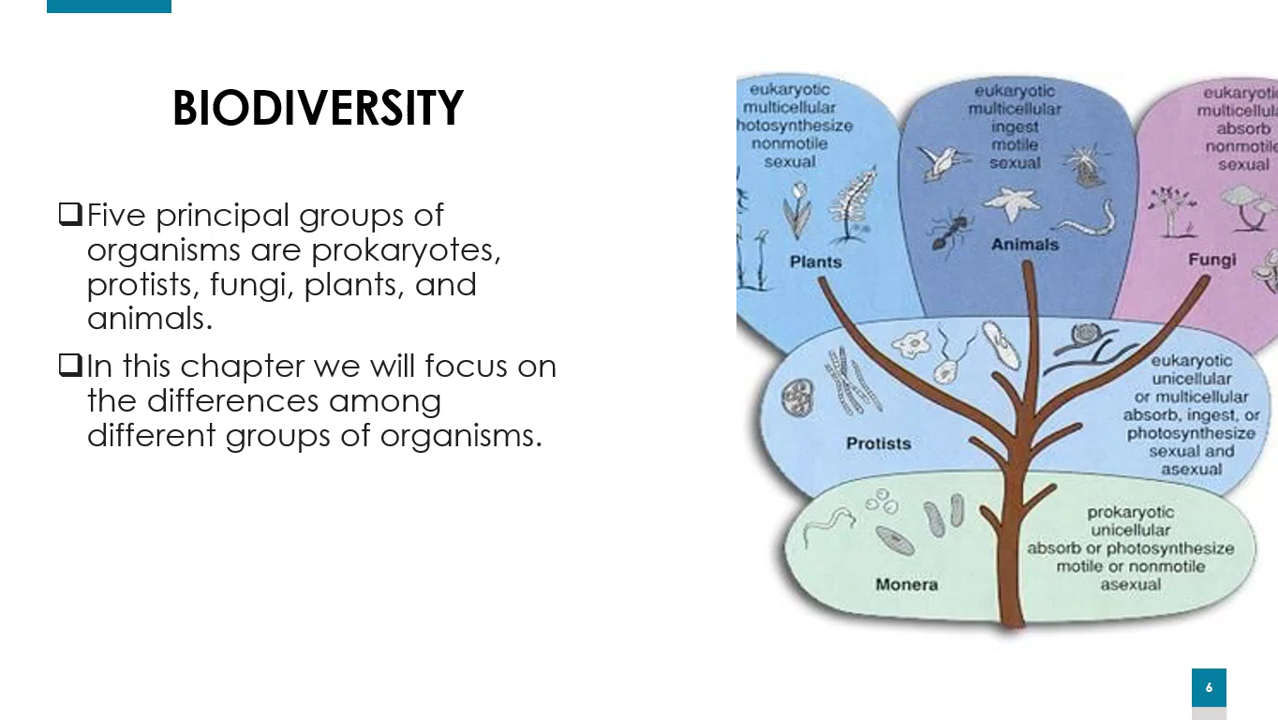 BIODIVERSITY
❑Five principal groups of
organisms are prokaryotes,
protists, fungi, plants, and
animals.
❑In this chapter we will focus on
the differences among
different groups of organisms.
eukaryotic
multicellular
hotosynthesize
nonmotile
sexual
Plants
eukaryotic
multicellular
ingest
motile
sexual
Animals
eukaryotic
multicellula
absorb
nonmotile
sexual
Fungi
eukaryotic
unicellular
or multicellular
absorb, ingest, or
photosynthesize
sexual and
asexual
Protists
prokaryotic
unicellular
absorb or photosynthesize
motile or nonmotile
asexual
Monera
6